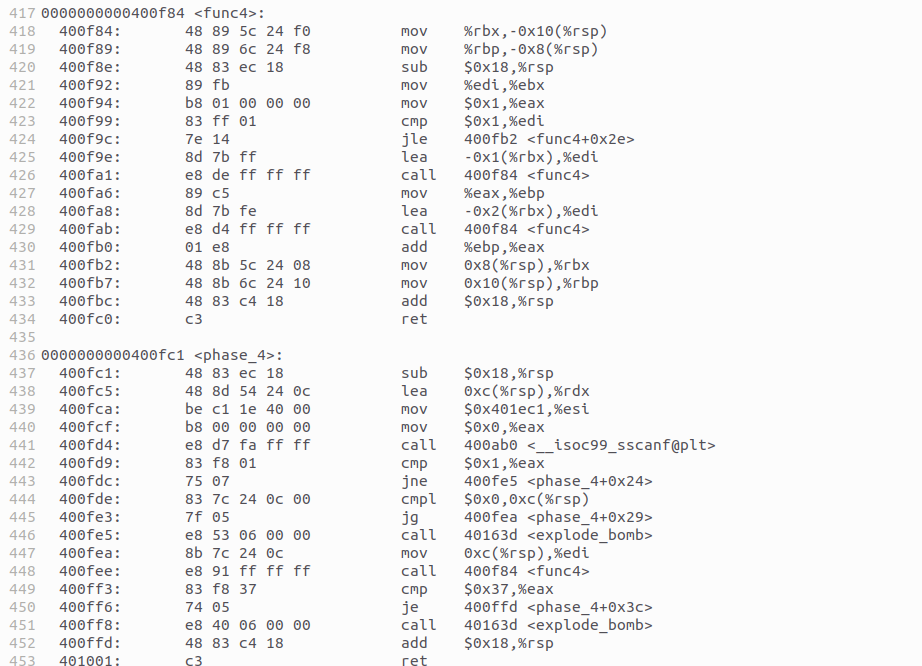 417 0000000000400f84 <func4>:
418 400f84: 48 89 5c 24 f0 mov %rbx,-0x10(%rsp)
419 400f89: 48 89 6c 24 f8 mov %rbp,-0x8(%rsp)
420 400f8e: 48 83 ec 18 sub $0x18,%rsp
421 400f92: 89 fb mov %edi,%ebx
422 400f94: b8 01 00 00 00 mov $0x1,%eax
423 400f99: 83 ff 01 cmp $0x1,%edi
424 400f9c: 7e 14 jle 400fb2 <func4+0x2e>
425 400f9e: 8d 7b ff lea -0x1(%rbx),%edi
426 400fa1: e8 de ff ff ff call 400f84 <func4>
427 400fa6: 89 c5 mov %eax,%ebp
428 400fa8: 8d 7b fe lea -0x2(%rbx),%edi
429 400fab: e8 d4 ff ff ff call 400f84 <func4>
430 400fb0: 01 e8 add %ebp,%eax
431 400fb2: 48 8b 5c 24 08 mov 0x8(%rsp),%rbx
432 400fb7: 48 8b 6c 24 10 mov 0x10(%rsp),%rbp
433 400fbc: 48 83 c4 18 add $0x18,%rsp
434 400fc0: c3 ret
435
436 0000000000400fc1 <phase_4>:
437 400fc1: 48 83 ec 18 sub $0x18,%rsp
438 400fc5: 48 8d 54 24 0c lea 0xc(%rsp),%rdx
439 400fca: be c1 1e 40 00 mov $0x401ec1,%esi
440 400fcf: b8 00 00 00 00 mov $0x0,%eax
441 400fd4: e8 d7 fa ff ff call 400ab0 <__isoc99_sscanf@plt>
442 400fd9: 83 f8 01 cmp $0x1,%eax
443 400fdc: 75 07 jne 400fe5 <phase_4+0x24>
444 400fde: 83 7c 24 0c 00 cmpl $0x0,0xc(%rsp)
445 400fe3: 7f 05 jg 400fea <phase_4+0x29>
446 400fe5: e8 53 06 00 00 call 40163d <explode_bomb>
447 400fea: 8b 7c 24 0c mov 0xc(%rsp),%edi
448 400fee: e8 91 ff ff ff call 400f84 <func4>
449 400ff3: 83 f8 37 cmp $0x37,%eax
450 400ff6: 74 05 je 400ffd <phase_4+0x3c>
451 400ff8: e8 40 06 00 00 call 40163d <explode_bomb>
452 400ffd: 48 83 c4 18 add $0x18,%rsp
453 401001: c3 ret